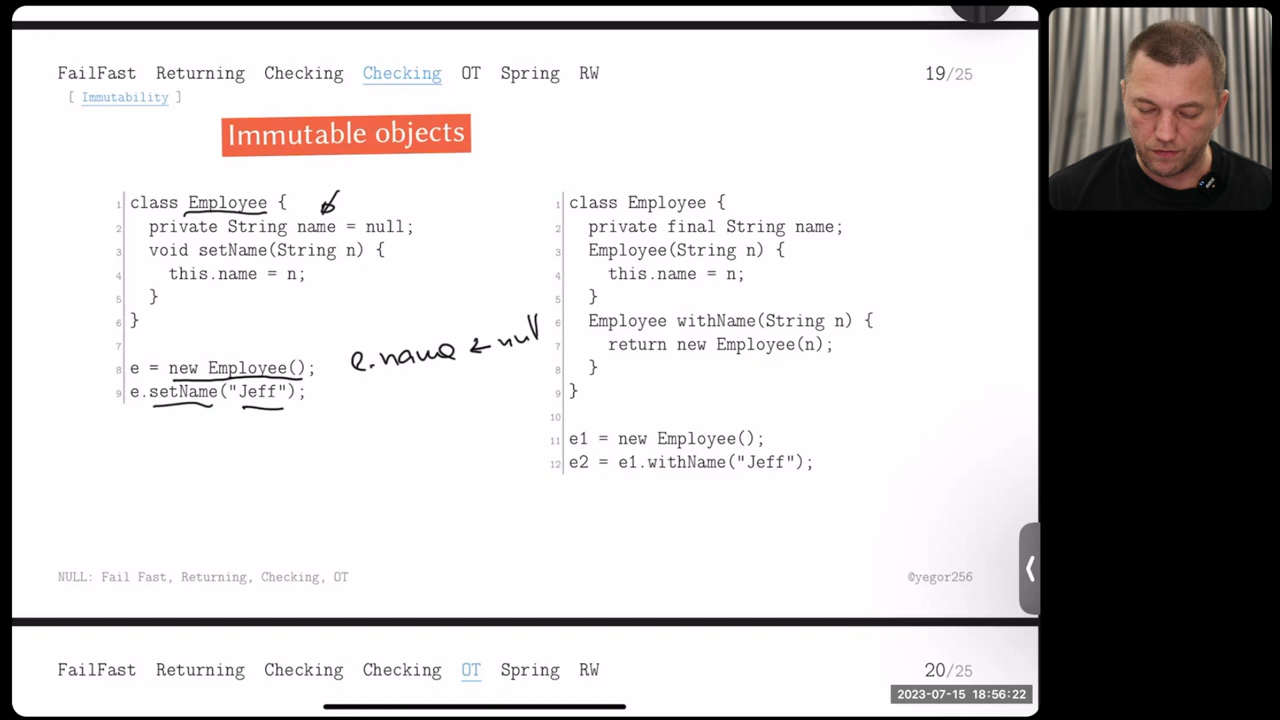 FailFast Returning Checking Checking OT Spring RW 19/25
[ Immutability ]
Immutable objects
1 class Employee {
2 private String name = null;
3 void setName(String n) {
4 this.name = n;
5 }
6 }
7
8 e = new Employee();
9 e.setName("Jeff");
e.name ← null
1 class Employee {
2 private final String name;
3 Employee(String n) {
4 this.name = n;
5 }
6 Employee withName(String n) {
7 return new Employee(n);
8 }
9 }
10
11 e1 = new Employee();
12 e2 = e1.withName("Jeff");
NULL: Fail Fast, Returning, Checking, OT @yegor256
FailFast Returning Checking Checking OT Spring RW 20/25
2023-07-15 18:56:22